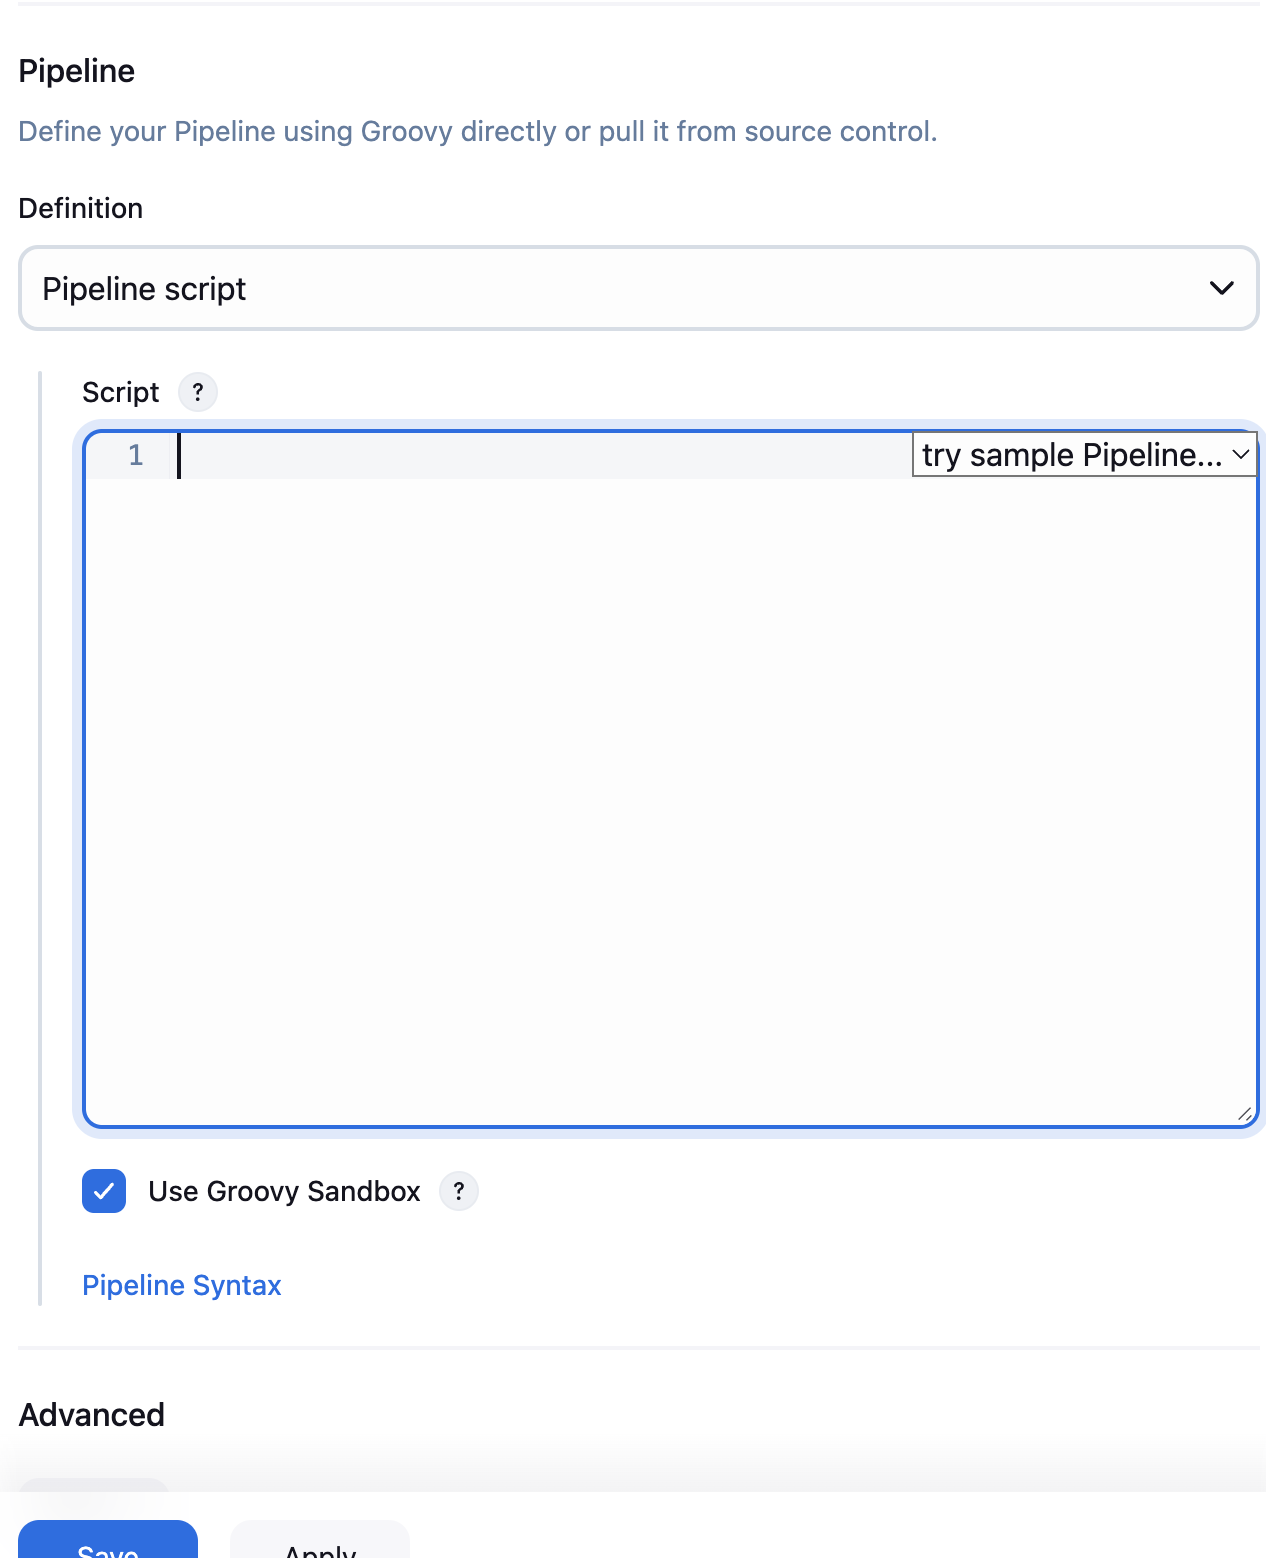 Pipeline
Define your Pipeline using Groovy directly or pull it from source control.
Definition
Pipeline script
Script ?
1 try sample Pipeline...
Use Groovy Sandbox ?
Pipeline Syntax
Advanced
Save Apply